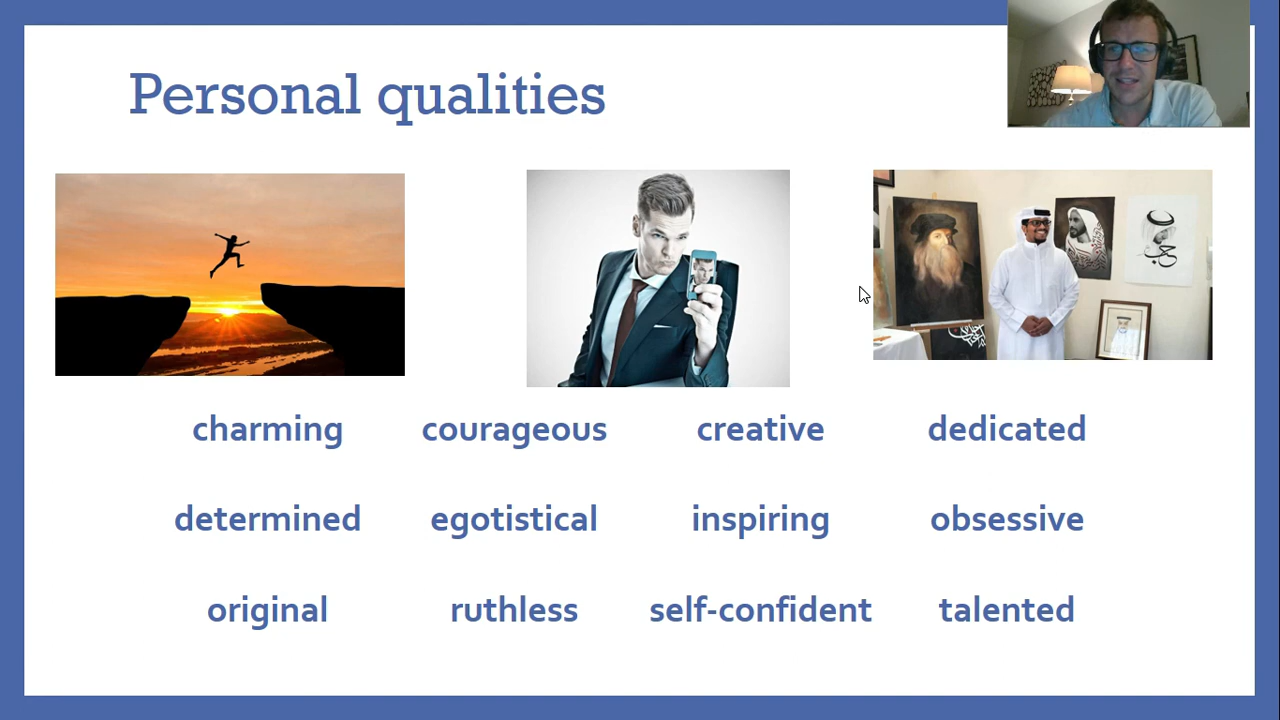 Personal qualities
charming courageous creative dedicated
determined egotistical inspiring obsessive
original ruthless self-confident talented